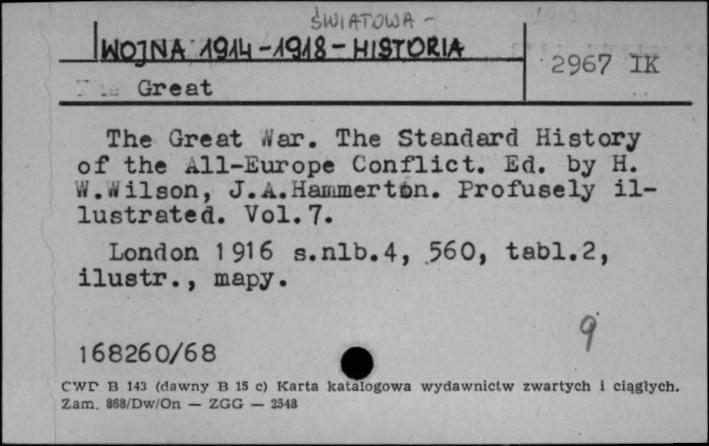 ŚWIATOWA -
WOJNA 1914-1918 - HISTORIA
2967 IK
The Great
The Great War. The Standard History
of the All-Europe Conflict. Ed. by H.
W.Wilson, J.A.Hammerton. Profusely il-
lustrated. Vol.7.
London 1916 s.nlb.4, 560, tabl.2,
ilustr., mapy.
9
168260/68
CWD B 143 (dawny B 15 c) Karta katalogowa wydawnictw zwartych i ciągłych.
Zam. 868/Dw/On — ZGG — 2548